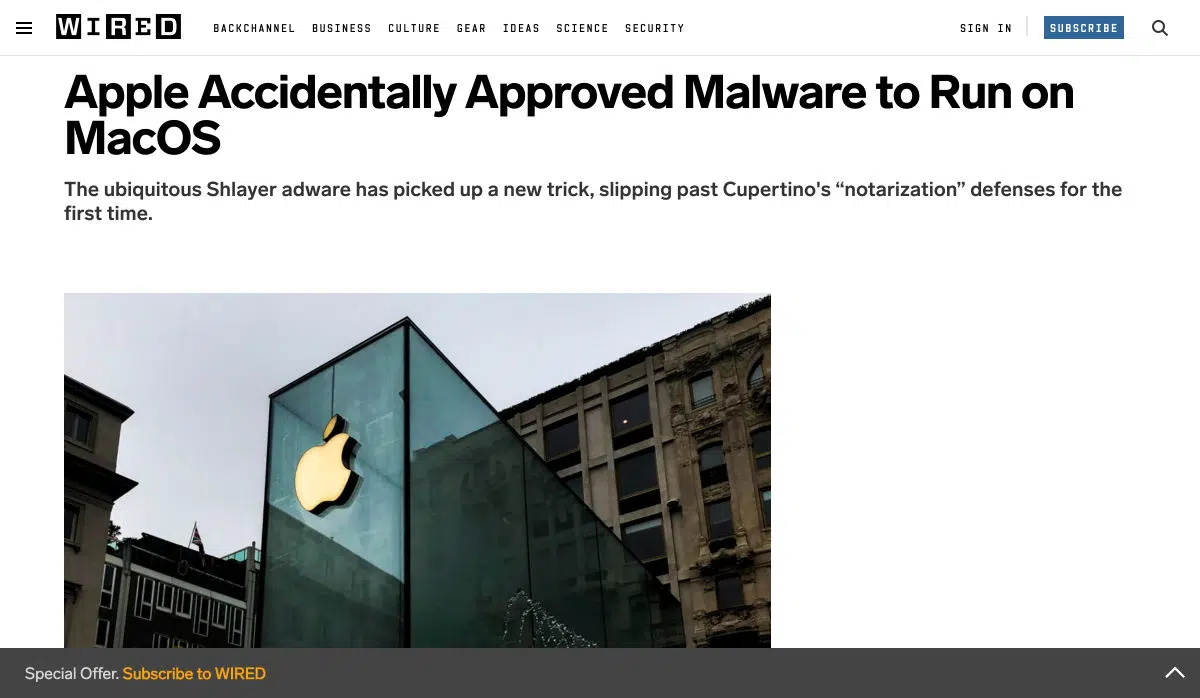 WIRED
BACKCHANNEL BUSINESS CULTURE GEAR IDEAS SCIENCE SECURITY
SIGN IN
SUBSCRIBE
Apple Accidentally Approved Malware to Run on
MacOS
The ubiquitous Shlayer adware has picked up a new trick, slipping past Cupertino's “notarization” defenses for the
first time.
Special Offer. Subscribe to WIRED